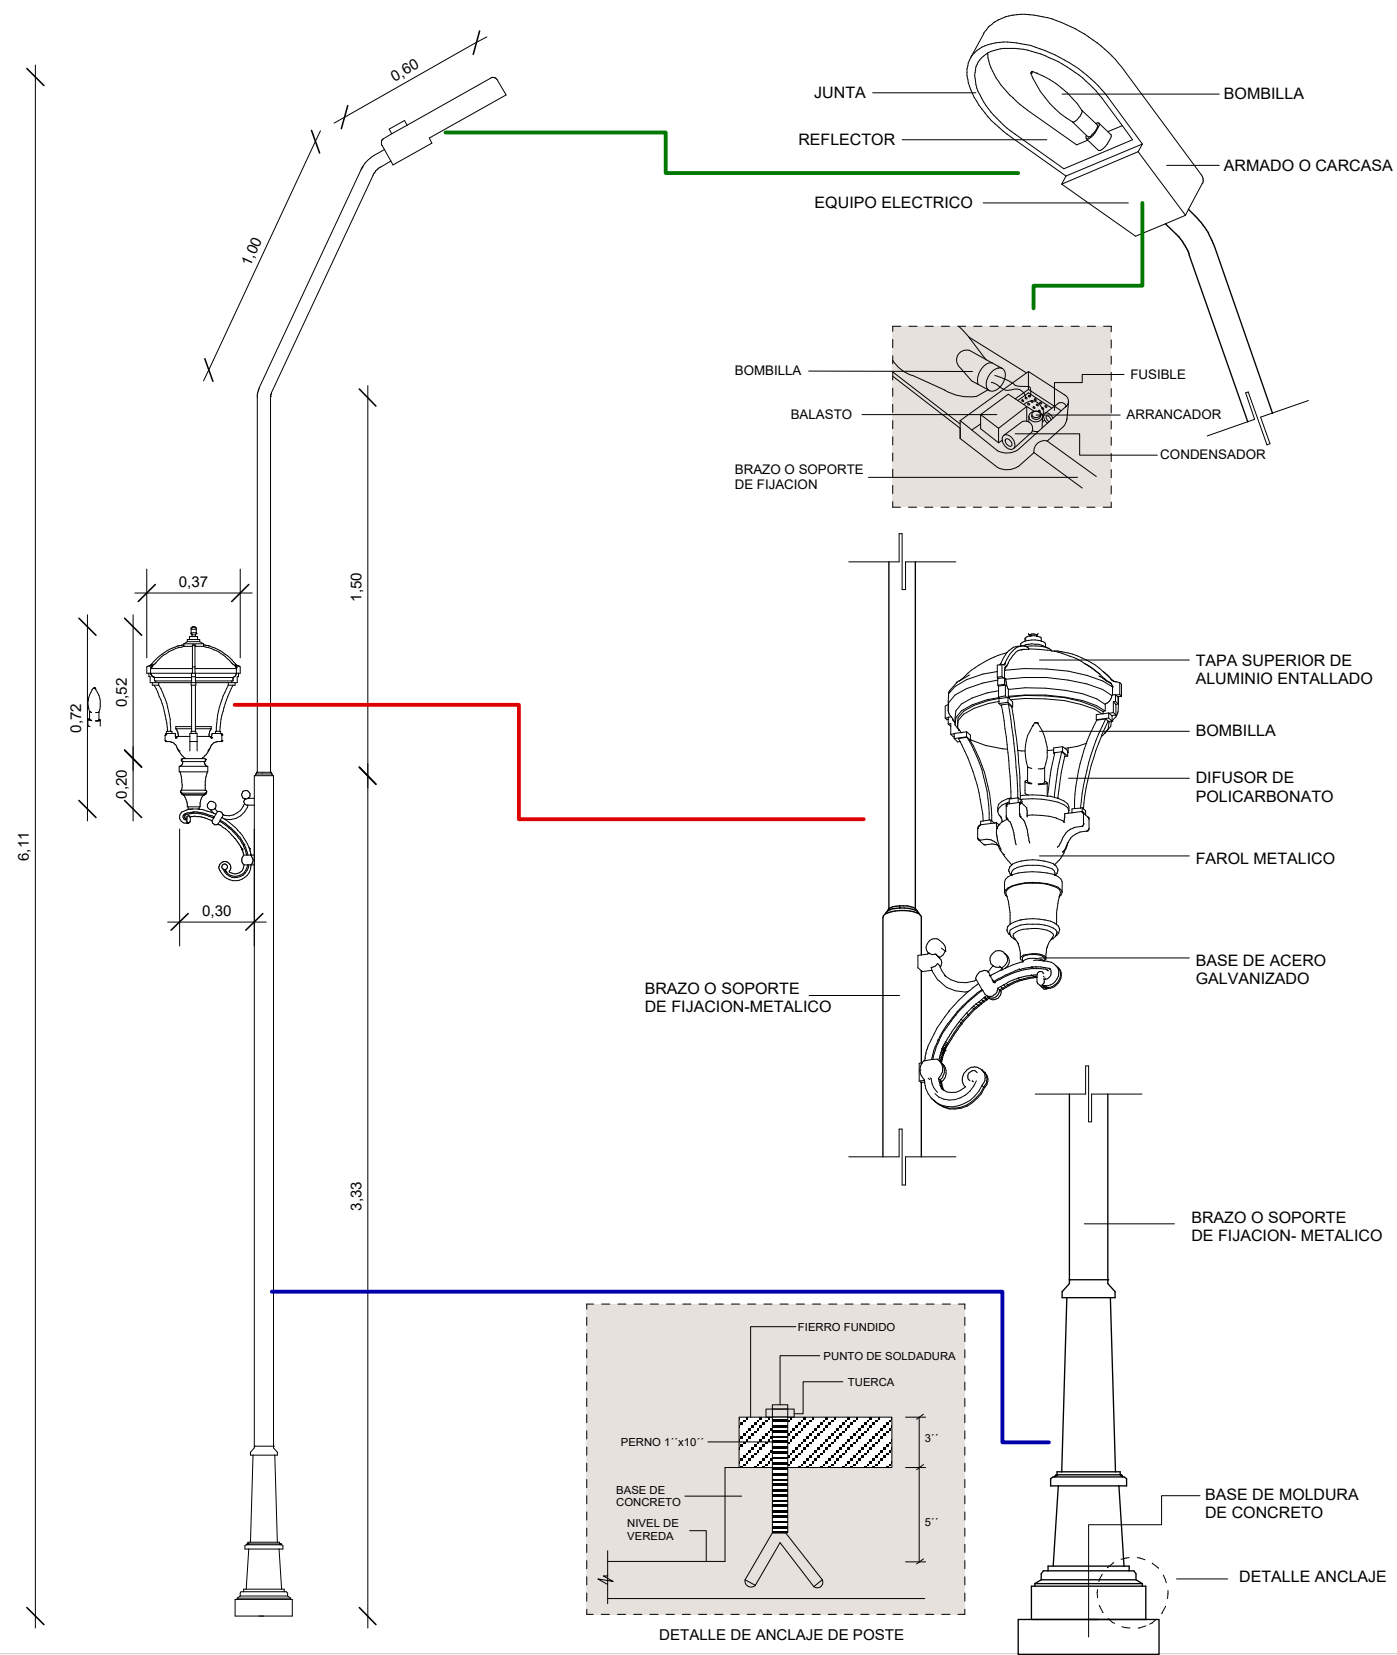 0,60
1,00
6,11
1,50
0,37
0,52
0,72
0,20
0,30
3,33
JUNTA
BOMBILLA
REFLECTOR
ARMADO O CARCASA
EQUIPO ELECTRICO
BOMBILLA
FUSIBLE
BALASTO
ARRANCADOR
CONDENSADOR
BRAZO O SOPORTE
DE FIJACION
TAPA SUPERIOR DE
ALUMINIO ENTALLADO
BOMBILLA
DIFUSOR DE
POLICARBONATO
FAROL METALICO
BASE DE ACERO
GALVANIZADO
BRAZO O SOPORTE
DE FIJACION-METALICO
BRAZO O SOPORTE
DE FIJACION- METALICO
FIERRO FUNDIDO
PUNTO DE SOLDADURA
TUERCA
PERNO 1´´x10´´
3´´
BASE DE
CONCRETO
NIVEL DE
VEREDA
5´´
BASE DE MOLDURA
DE CONCRETO
DETALLE ANCLAJE
DETALLE DE ANCLAJE DE POSTE